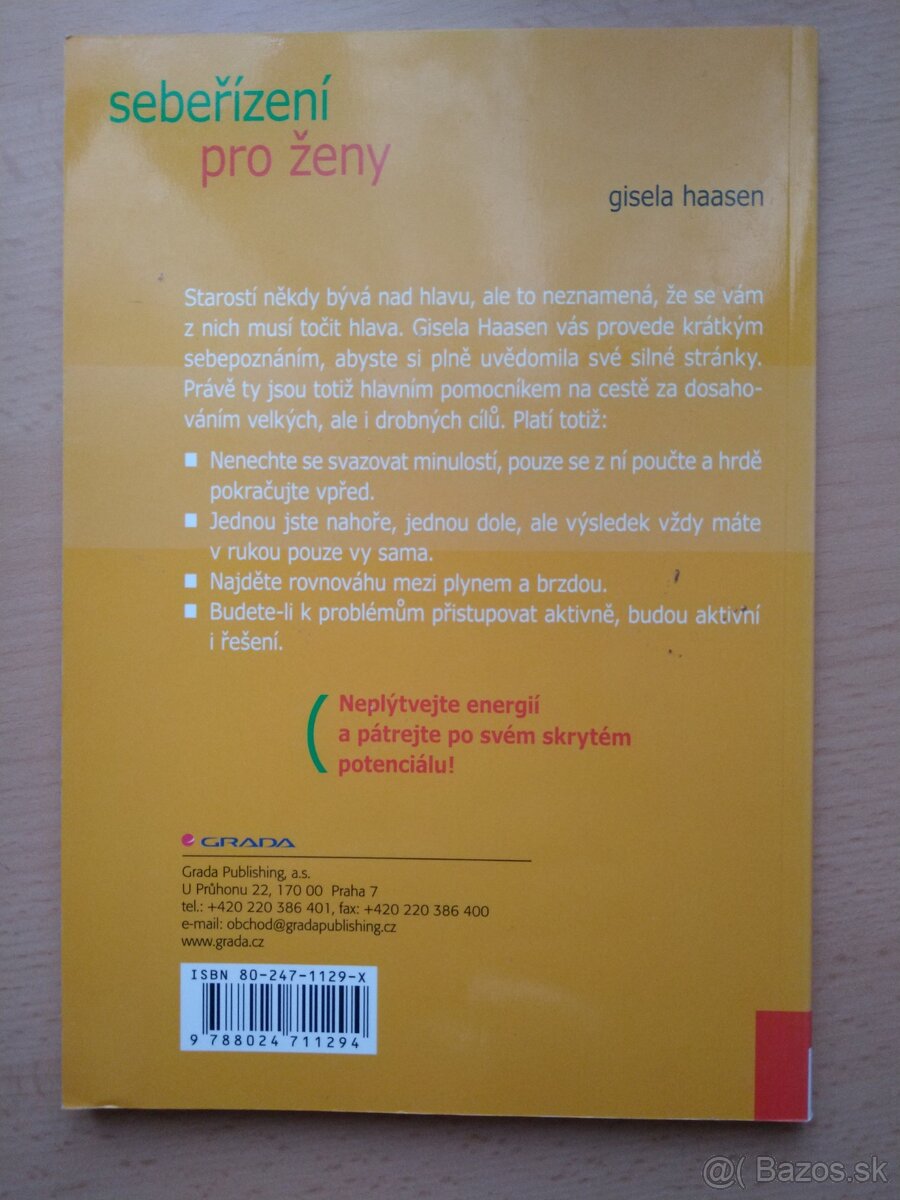 sebeřízení
pro ženy
gisela haasen
Starostí někdy bývá nad hlavu, ale to neznamená, že se vám
z nich musí točit hlava. Gisela Haasen vás provede krátkým
sebepoznáním, abyste si plně uvědomila své silné stránky.
Právě ty jsou totiž hlavním pomocníkem na cestě za dosaho-
váním velkých, ale i drobných cílů. Platí totiž:
■ Nenechte se svazovat minulostí, pouze se z ní poučte a hrdě
pokračujte vpřed.
■ Jednou jste nahoře, jednou dole, ale výsledek vždy máte
v rukou pouze vy sama.
■ Najděte rovnováhu mezi plynem a brzdou.
■ Budete-li k problémům přistupovat aktivně, budou aktivní
i řešení.
Neplýtvejte energií
a pátrejte po svém skrytém
potenciálu!
GRADA
Grada Publishing, a.s.
U Průhonu 22, 170 00 Praha 7
tel.: +420 220 386 401, fax: +420 220 386 400
e-mail: obchod@gradapublishing.cz
www.grada.cz
ISBN 80-247-1129-X
9 788024 711294
@( Bazos.sk